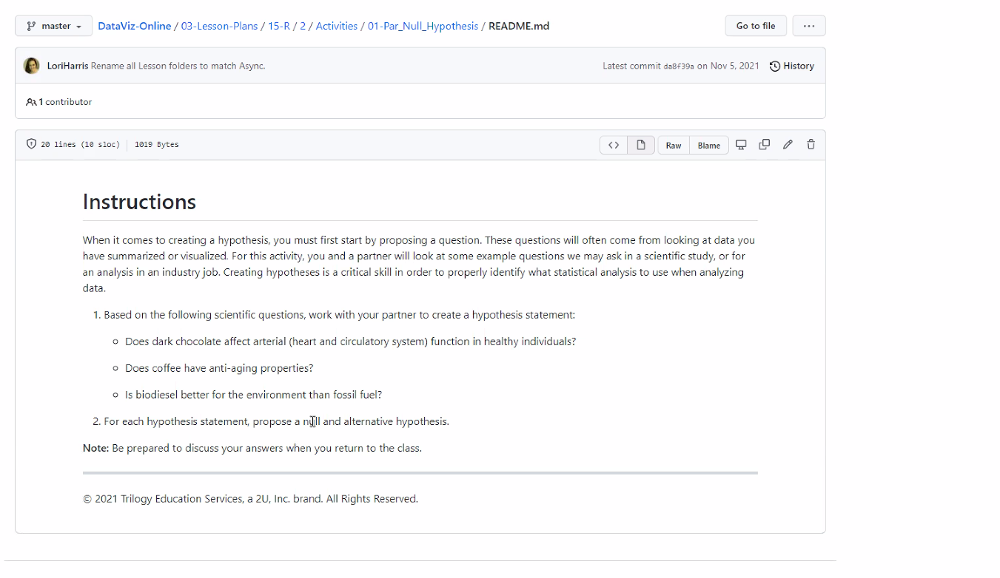 master DataViz-Online / 03-Lesson-Plans / 15-R / 2 / Activities / 01-Par_Null_Hypothesis / README.md Go to file ...
LoriHarris Rename all Lesson folders to match Async. Latest commit da8f39a on Nov 5, 2021 History
1 contributor
20 lines (10 sloc) 1019 Bytes <> Raw Blame
Instructions
When it comes to creating a hypothesis, you must first start by proposing a question. These questions will often come from looking at data you
have summarized or visualized. For this activity, you and a partner will look at some example questions we may ask in a scientific study, or for
an analysis in an industry job. Creating hypotheses is a critical skill in order to properly identify what statistical analysis to use when analyzing
data.
1. Based on the following scientific questions, work with your partner to create a hypothesis statement:
Does dark chocolate affect arterial (heart and circulatory system) function in healthy individuals?
Does coffee have anti-aging properties?
Is biodiesel better for the environment than fossil fuel?
2. For each hypothesis statement, propose a null and alternative hypothesis.
Note: Be prepared to discuss your answers when you return to the class.
© 2021 Trilogy Education Services, a 2U, Inc. brand. All Rights Reserved.